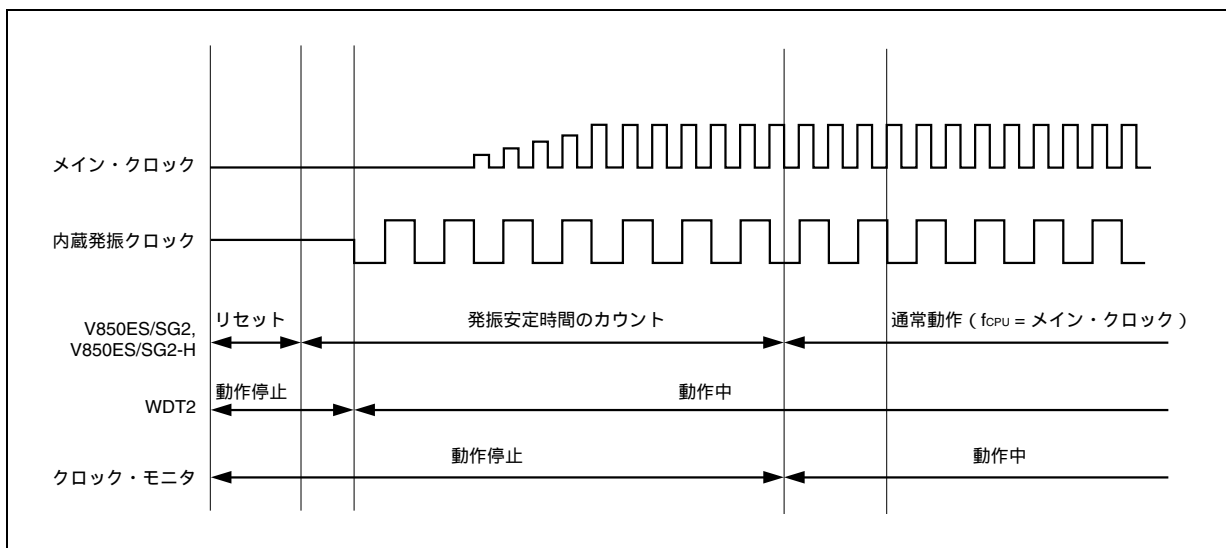 メイン・クロック
内蔵発振クロック
V850ES/SG2,
V850ES/SG2-H
リセット
発振安定時間のカウント
通常動作（fCPU = メイン・クロック）
WDT2
動作停止
動作中
クロック・モニタ
動作停止
動作中